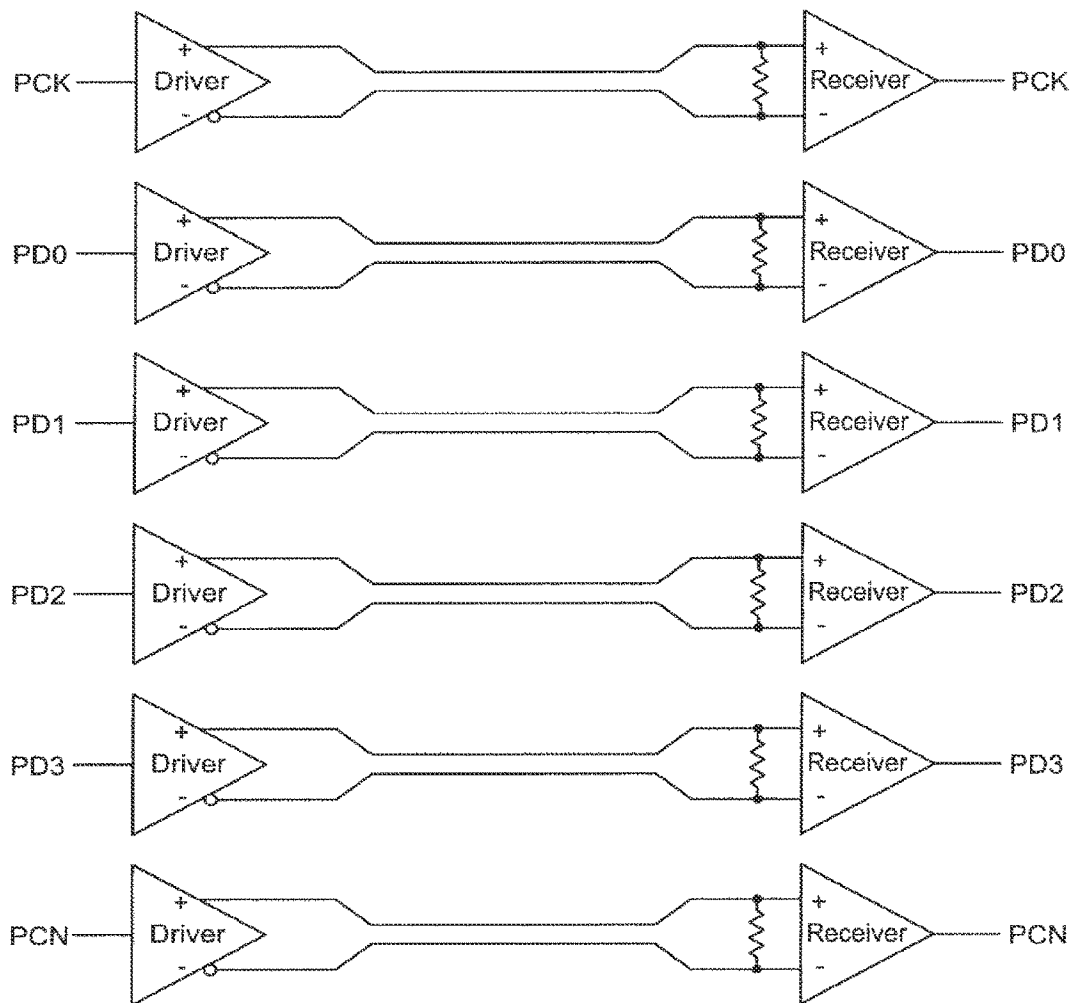 PCK + Driver - + Receiver - PCK
PD0 + Driver - + Receiver - PD0
PD1 + Driver - + Receiver - PD1
PD2 + Driver - + Receiver - PD2
PD3 + Driver - + Receiver - PD3
PCN + Driver - + Receiver - PCN